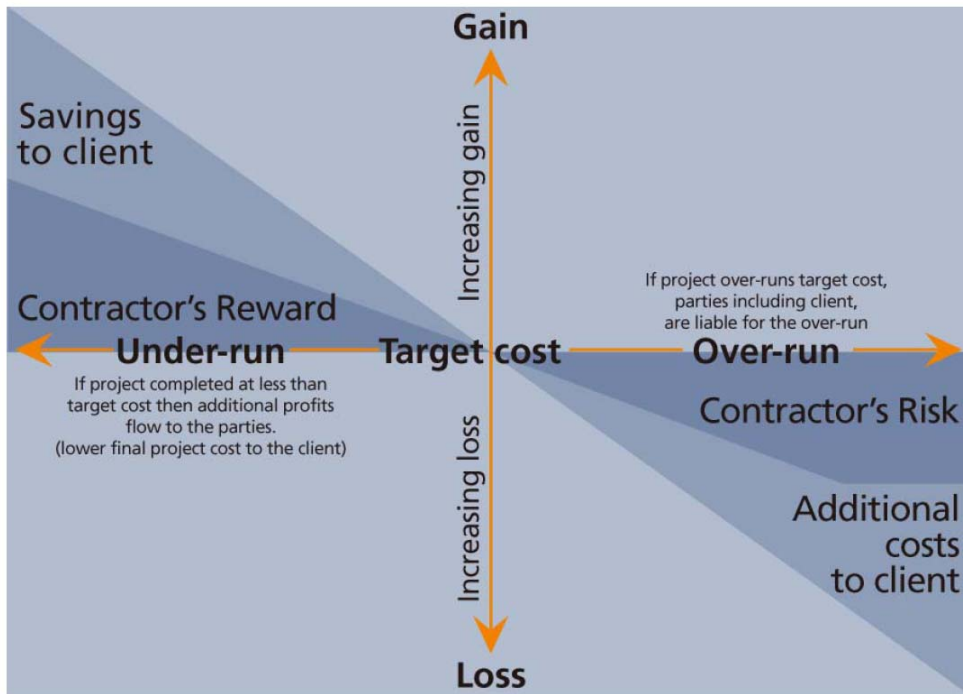 Gain
Savings
to client
Increasing gain
If project over-runs target cost,
parties including client,
are liable for the over-run
Contractor's Reward
Under-run
Target cost
Over-run
If project completed at less than
target cost then additional profits
flow to the parties.
(lower final project cost to the client)
Contractor's Risk
Increasing loss
Additional
costs
to client
Loss